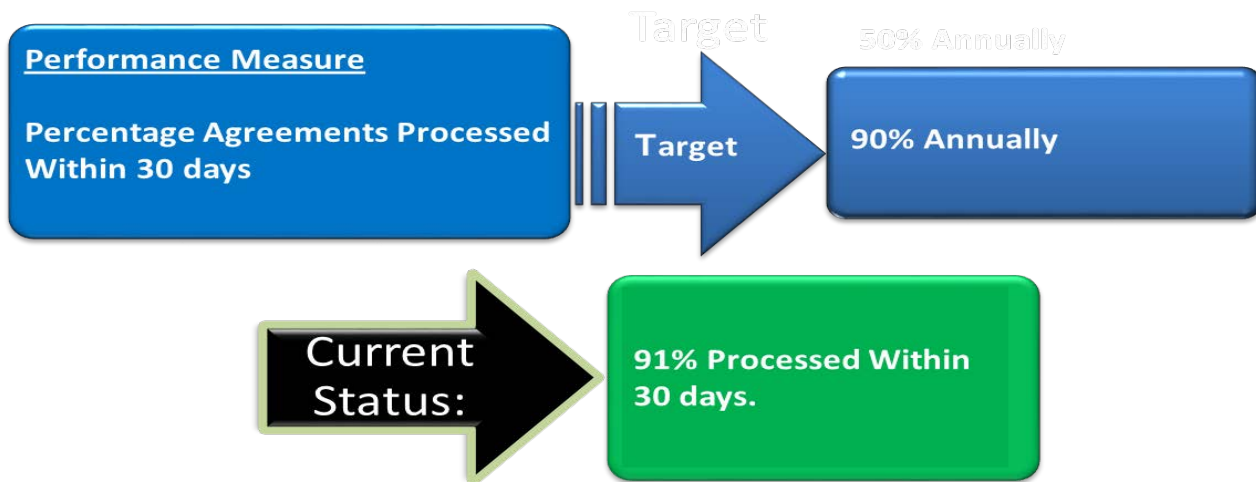 Target
50% Annually
Performance Measure
Percentage Agreements Processed
Within 30 days
Target
90% Annually
Current
Status:
91% Processed Within
30 days.